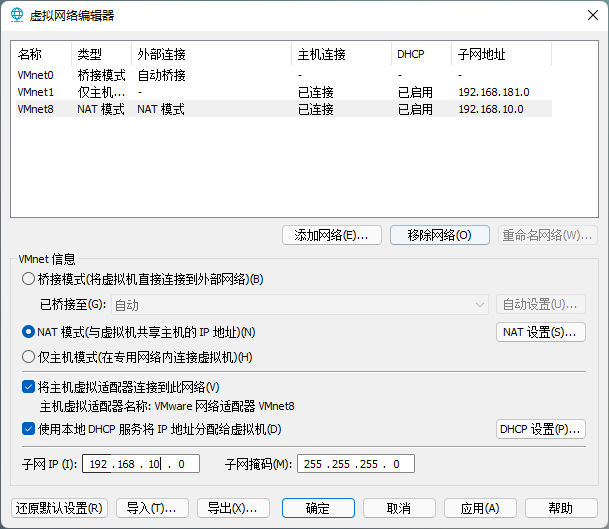 虚拟网络编辑器
名称 类型 外部连接 主机连接 DHCP 子网地址
VMnet0 桥接模式 自动桥接 - - -
VMnet1 仅主机... - 已连接 已启用 192.168.181.0
VMnet8 NAT 模式 NAT 模式 已连接 已启用 192.168.10.0
添加网络(E)... 移除网络(O) 重命名网络(W)...
VMnet 信息
桥接模式(将虚拟机直接连接到外部网络)(B)
已桥接至(G): 自动 自动设置(U)...
NAT 模式(与虚拟机共享主机的 IP 地址)(N) NAT 设置(S)...
仅主机模式(在专用网络内连接虚拟机)(H)
将主机虚拟适配器连接到此网络(V)
主机虚拟适配器名称: VMware 网络适配器 VMnet8
使用本地 DHCP 服务将 IP 地址分配给虚拟机(D) DHCP 设置(P)...
子网 IP (I): 192 .168 . 10 . 0 子网掩码(M): 255 .255 .255 . 0
还原默认设置(R) 导入(T)... 导出(X)... 确定 取消 应用(A) 帮助